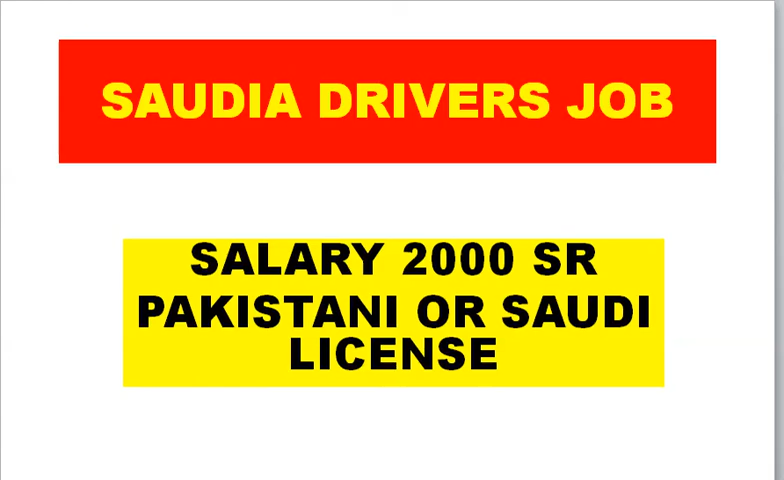 SAUDIA DRIVERS JOB
SALARY 2000 SR
PAKISTANI OR SAUDI
LICENSE